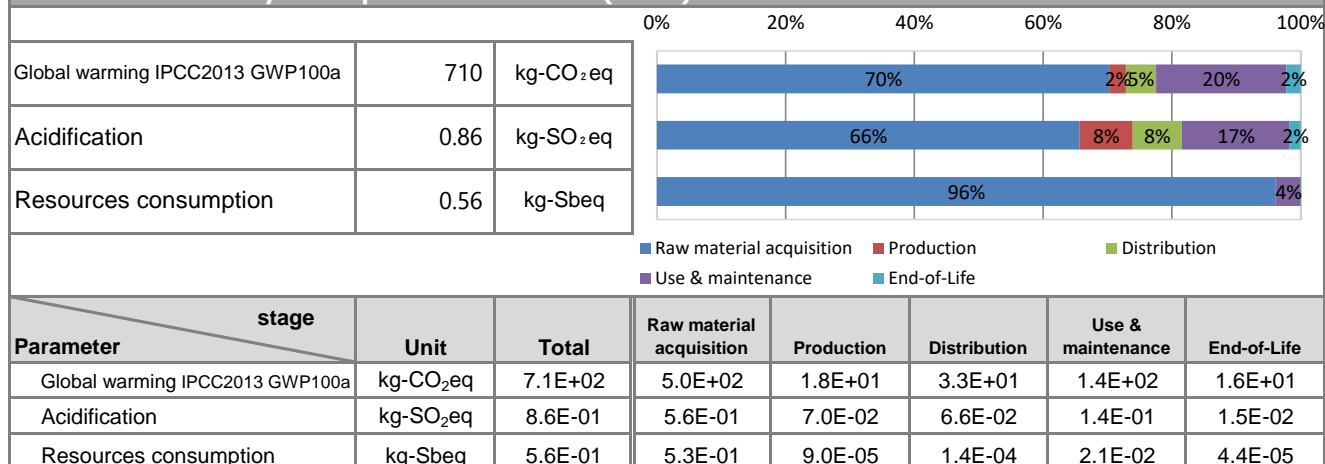 0% 20% 40% 60% 80% 100%
Global warming IPCC2013 GWP100a 710 kg-CO₂eq 70% 2% 5% 20% 2%
Acidification 0.86 kg-SO₂eq 66% 8% 8% 17% 2%
Resources consumption 0.56 kg-Sbeq 96% 4%
Raw material acquisition Production Distribution
Use & maintenance End-of-Life
stage
Parameter Unit Total Raw material acquisition Production Distribution Use & maintenance End-of-Life
Global warming IPCC2013 GWP100a kg-CO₂eq 7.1E+02 5.0E+02 1.8E+01 3.3E+01 1.4E+02 1.6E+01
Acidification kg-SO₂eq 8.6E-01 5.6E-01 7.0E-02 6.6E-02 1.4E-01 1.5E-02
Resources consumption kg-Sbeq 5.6E-01 5.3E-01 9.0E-05 1.4E-04 2.1E-02 4.4E-05